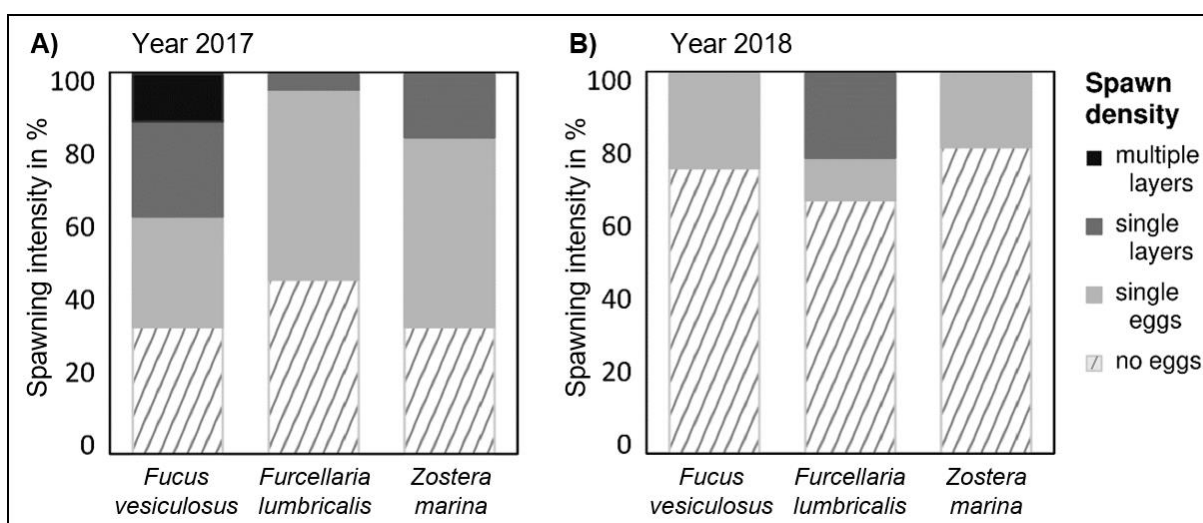 A) Year 2017
Spawning intensity in %
100
80
60
40
20
0
Fucus
vesiculosus
Furcellaria
lumbricalis
Zostera
marina
B) Year 2018
Spawning intensity in %
100
80
60
40
20
0
Fucus
vesiculosus
Furcellaria
lumbricalis
Zostera
marina
Spawn
density
multiple
layers
single
layers
single
eggs
no eggs